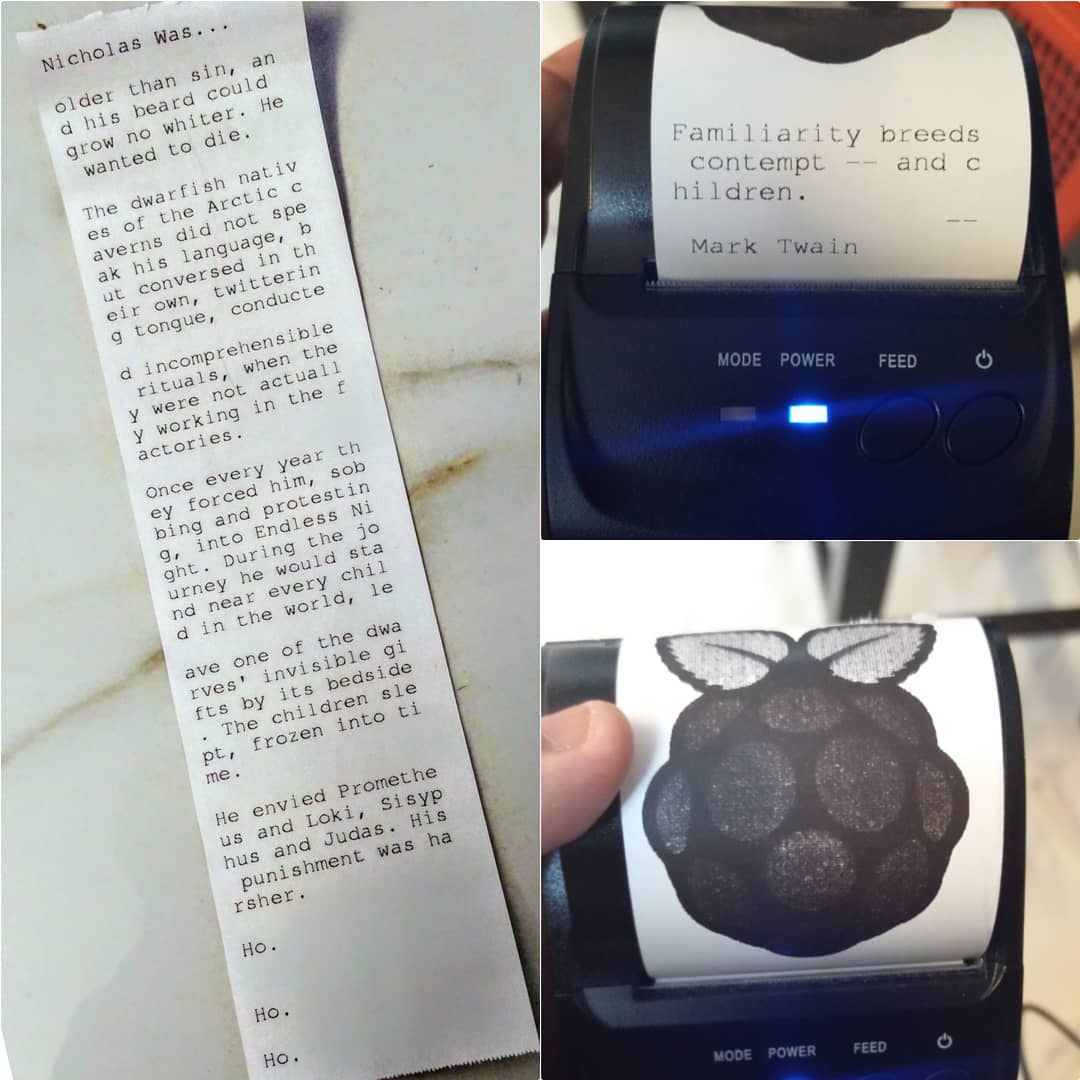 Nicholas Was...
older than sin, an
d his beard could
grow no whiter. He
wanted to die.
The dwarfish nativ
es of the Arctic c
averns did not spe
ak his language, b
ut conversed in th
eir own, twitterin
g tongue, conducte
d incomprehensible
rituals, when the
y were not actuall
y working in the f
actories.
Once every year th
ey forced him, sob
bing and protestin
g, into Endless Ni
ght. During the jo
urney he would sta
nd near every chil
d in the world, le
ave one of the dwa
rves' invisible gi
fts by its bedside
. The children sle
pt, frozen into ti
me.
He envied Promethe
us and Loki, Sisyp
hus and Judas. His
punishment was ha
rsher.
Ho.
Ho.
Ho.
Familiarity breeds
contempt -- and c
hildren.
--
Mark Twain
MODE POWER FEED
MODE POWER FEED